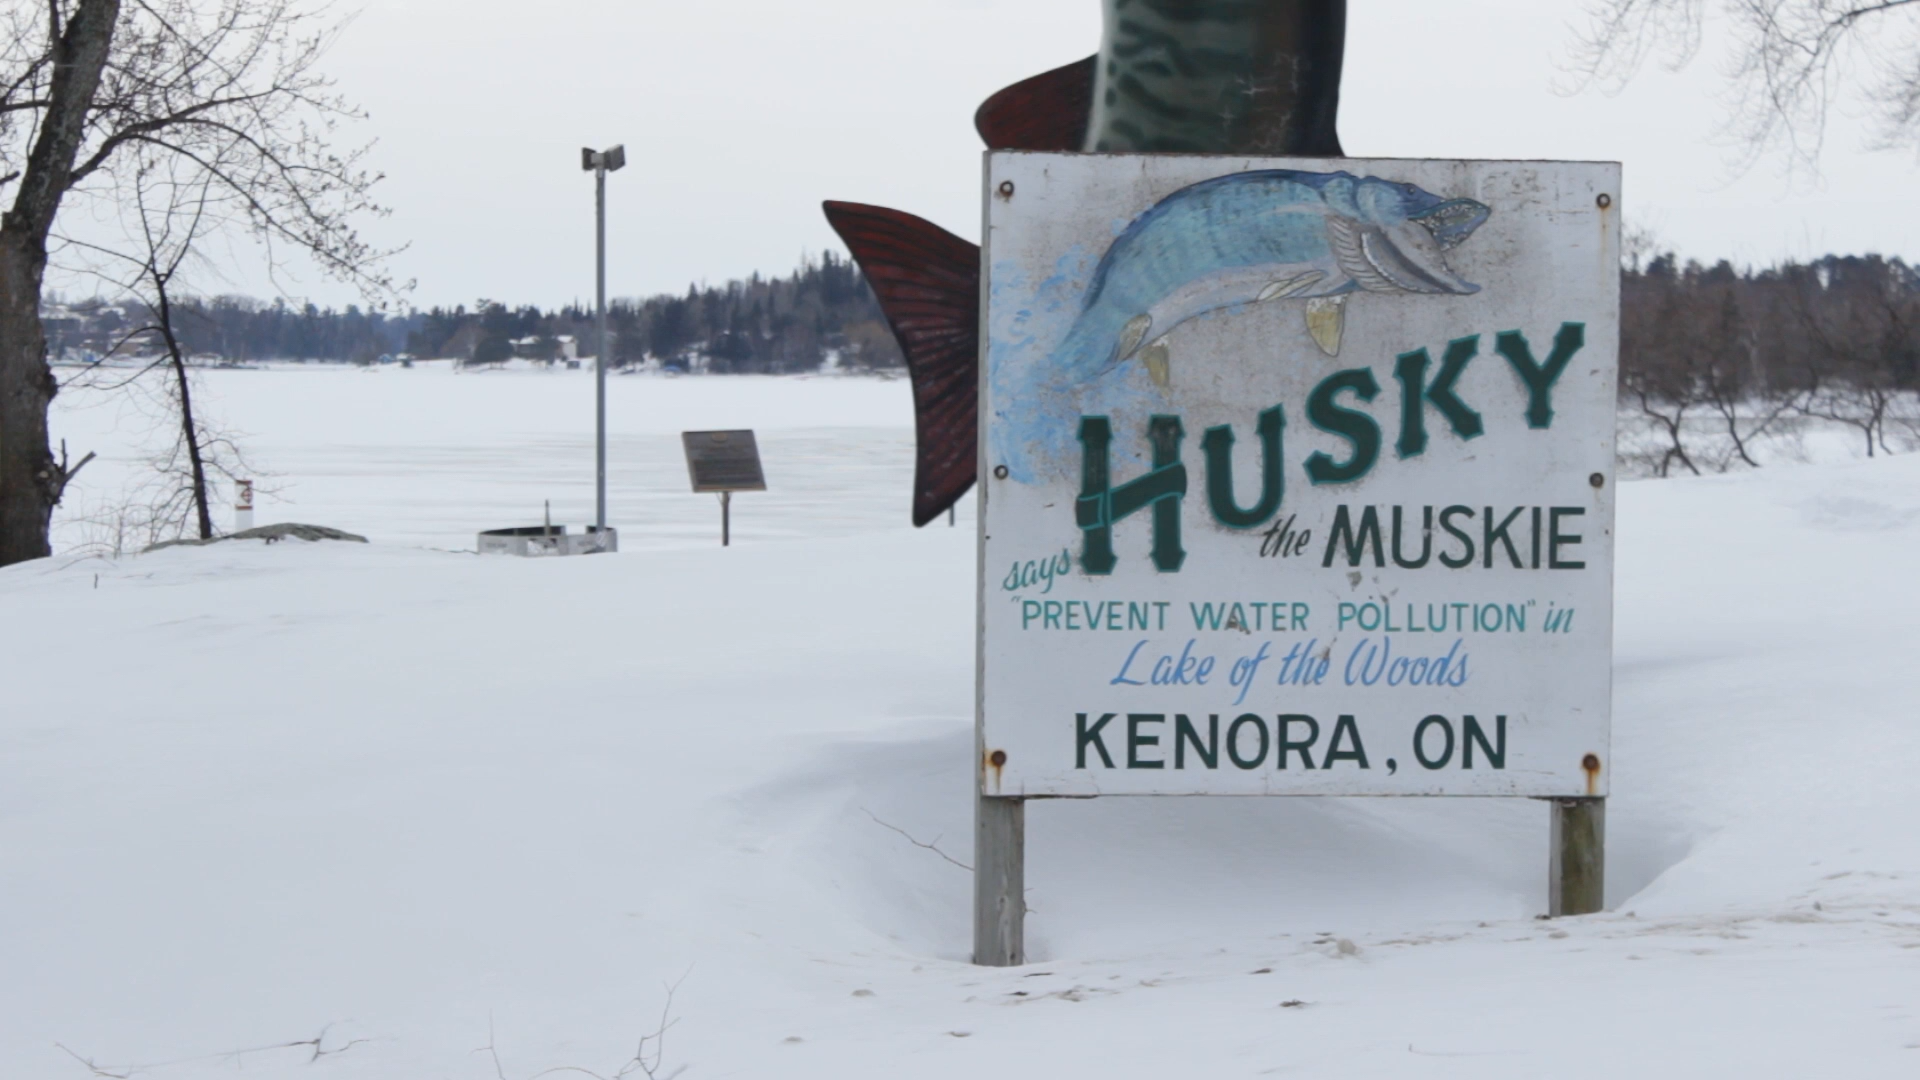 HUSKY
the MUSKIE
says
"PREVENT WATER POLLUTION" in
Lake of the Woods
KENORA, ON